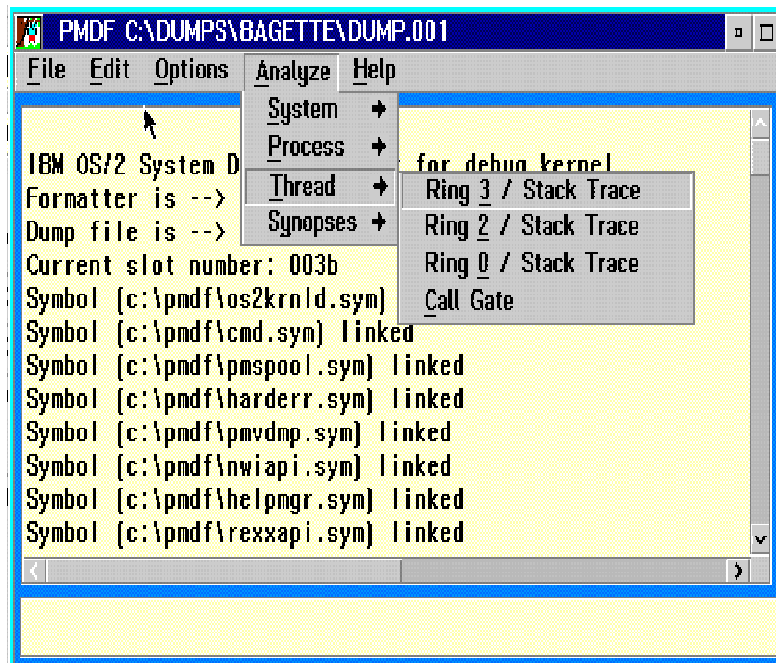 PMDF C:\DUMPS\BAGETTE\DUMP.001
File Edit Options Analyze Help
System
Process
Thread
Synopses
Ring 3 / Stack Trace
Ring 2 / Stack Trace
Ring 0 / Stack Trace
Call Gate
IBM OS/2 System D for debug kernel
Formatter is -->
Dump file is -->
Current slot number: 003b
Symbol (c:\pmdf\os2krnld.sym)
Symbol (c:\pmdf\cmd.sym) linked
Symbol (c:\pmdf\pmspool.sym) linked
Symbol (c:\pmdf\harderr.sym) linked
Symbol (c:\pmdf\pmvdmp.sym) linked
Symbol (c:\pmdf\nwiapi.sym) linked
Symbol (c:\pmdf\helpmgr.sym) linked
Symbol (c:\pmdf\rexxapi.sym) linked